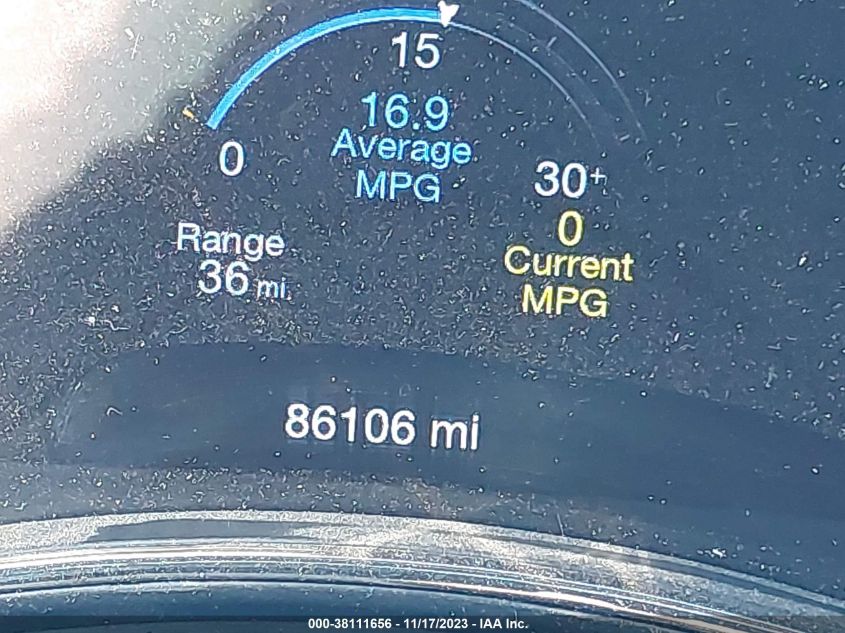 15
16.9
Average
MPG
0
30+
0
Current
MPG
Range
36 mi
86106 mi
000-38111656 - 11/17/2023 - IAA Inc.